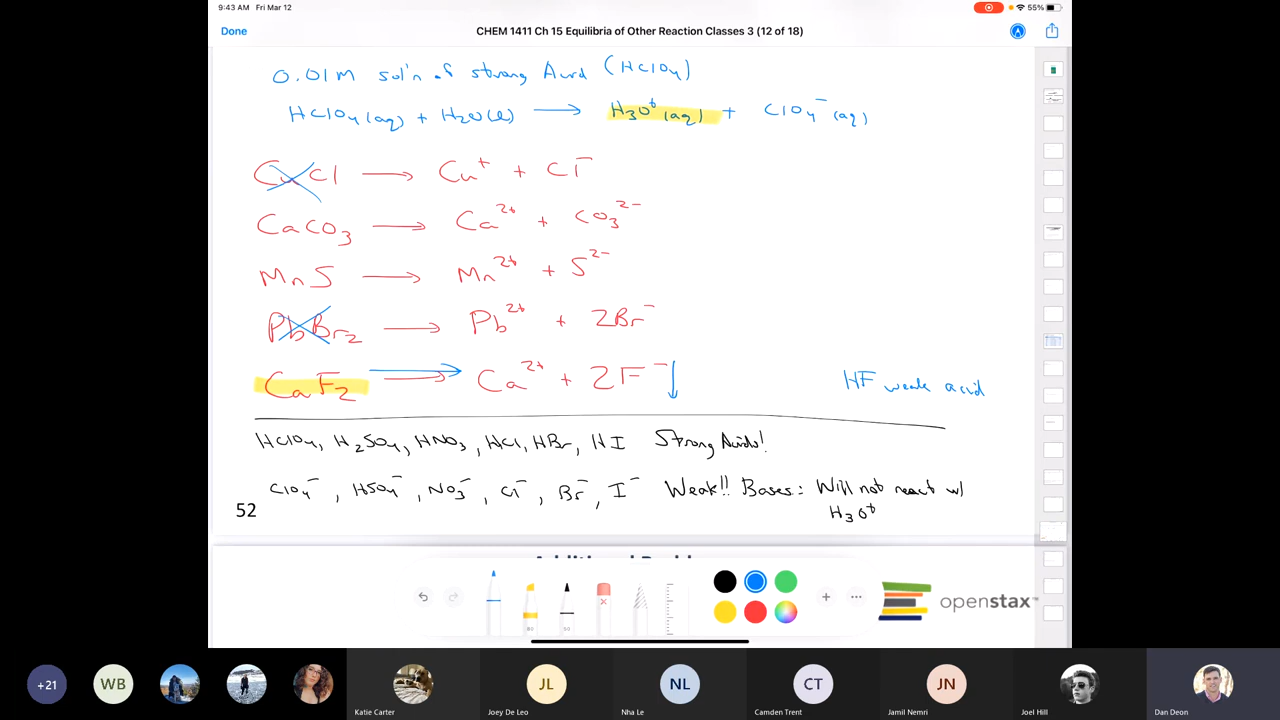 9:43 AM Fri Mar 12
55%
Done
CHEM 1411 Ch 15 Equilibria of Other Reaction Classes 3 (12 of 18)
0.01M sol'n of strong Acid (HClO4)
HClO4(aq) + H2O(l) → H3O+(aq) + ClO4−(aq)
CuCl → Cu+ + Cl−
CaCO3 → Ca2+ + CO3 2−
MnS → Mn2+ + S2−
PbBr2 → Pb2+ + 2Br−
CaF2 → Ca2+ + 2F− ↓
HF weak acid
HClO4, H2SO4, HNO3, HCl, HBr, HI Strong Acids!
ClO4−, HSO4−, NO3−, Cl−, Br−, I− Weak!! Bases: Will not react w/
H3O+
52
openstax
+21
WB
JL
NL
CT
JN
Katie Carter
Joey De Leo
Nha Le
Camden Trent
Jamil Nemri
Joel Hill
Dan Deon